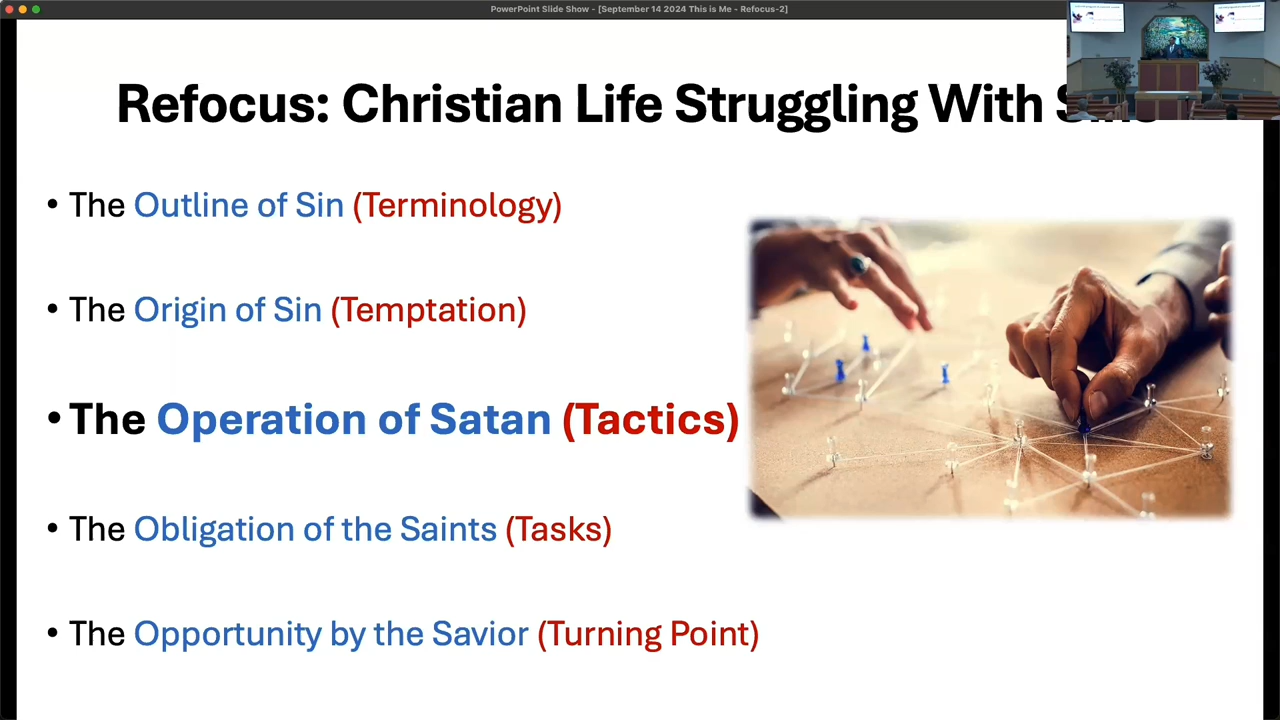 PowerPoint Slide Show - [September 14 2024 This is Me - Refocus-2]
Refocus: Christian Life Struggling With
• The Outline of Sin (Terminology)
• The Origin of Sin (Temptation)
• The Operation of Satan (Tactics)
• The Obligation of the Saints (Tasks)
• The Opportunity by the Savior (Turning Point)